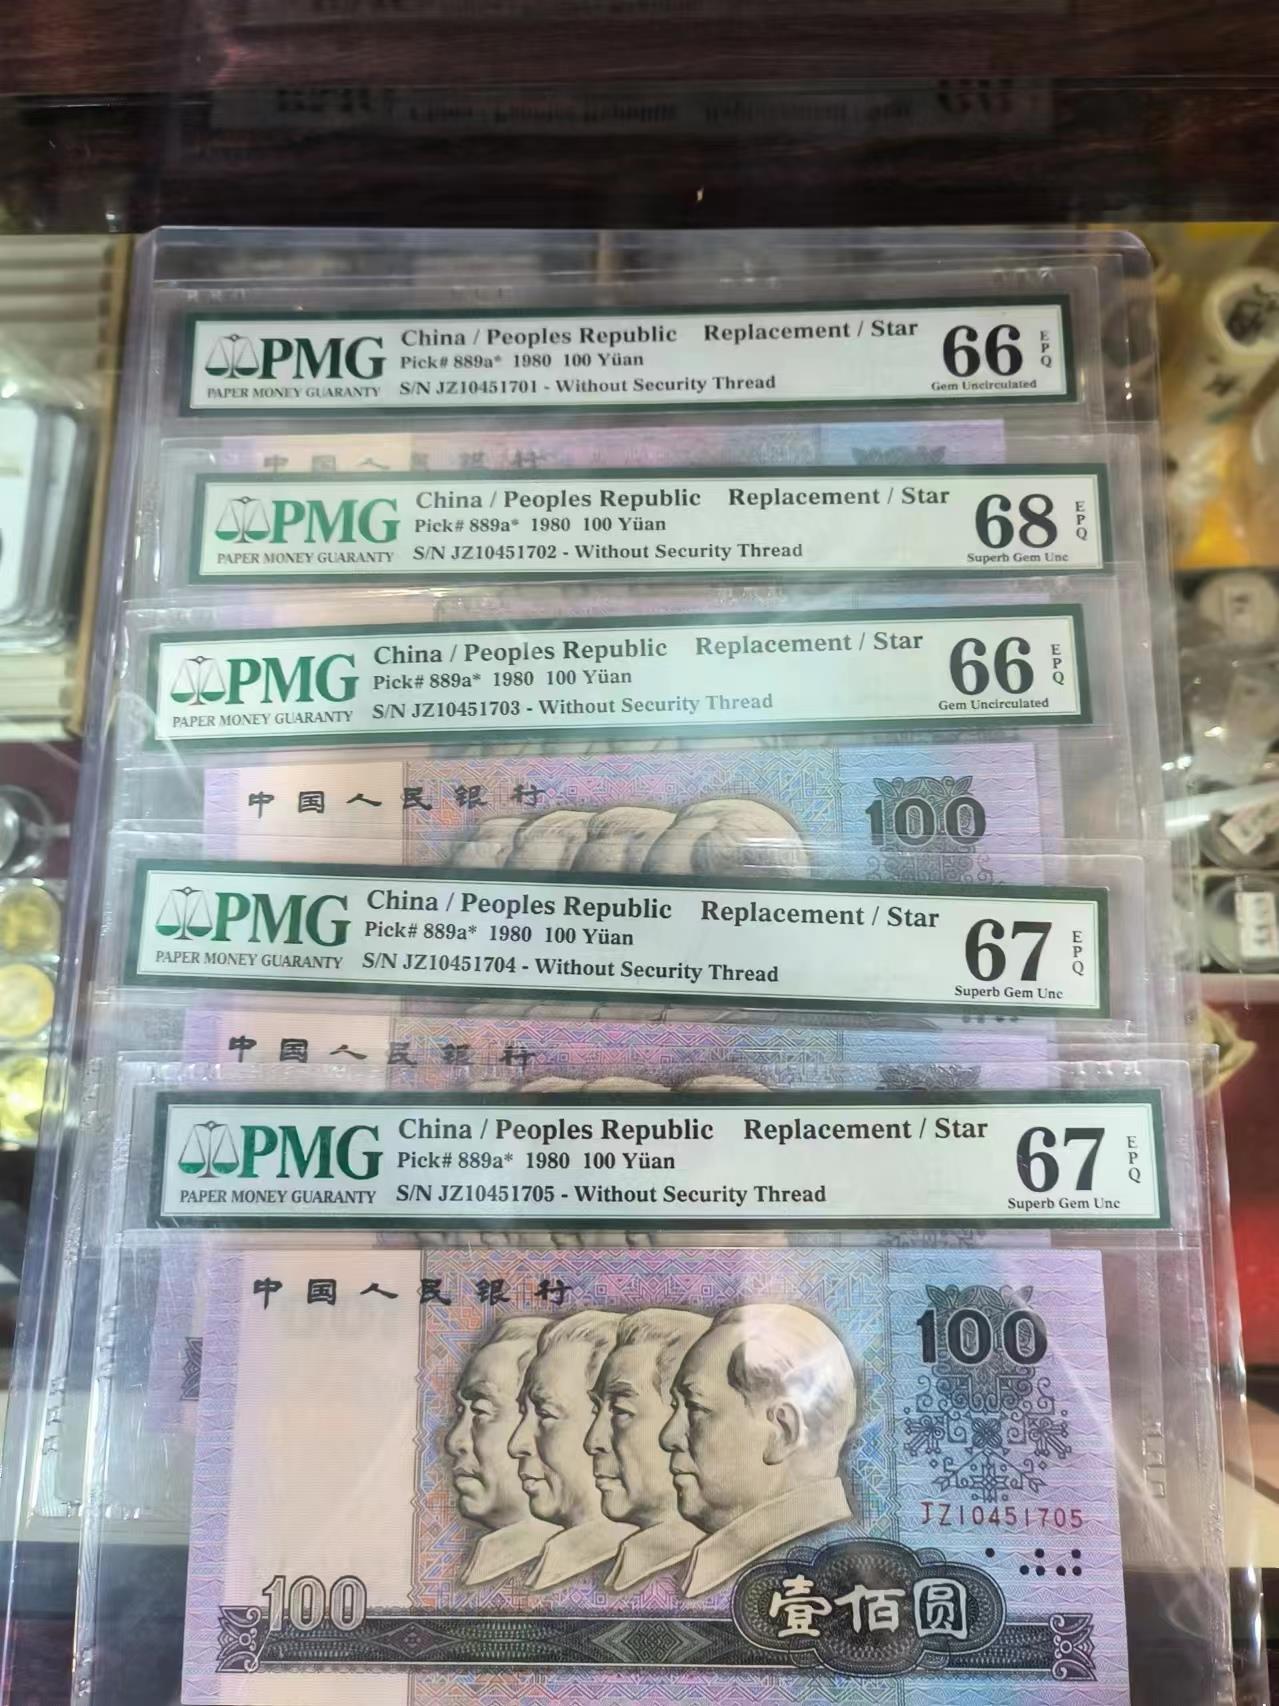 PMG
PAPER MONEY GUARANTY
China / Peoples Republic Replacement / Star
Pick# 889a* 1980 100 Yüan
S/N JZ10451701 - Without Security Thread
66 EPQ
Gem Uncirculated
中国人民银行
PMG
PAPER MONEY GUARANTY
China / Peoples Republic Replacement / Star
Pick# 889a* 1980 100 Yüan
S/N JZ10451702 - Without Security Thread
68 EPQ
Superb Gem Unc
PMG
PAPER MONEY GUARANTY
China / Peoples Republic Replacement / Star
Pick# 889a* 1980 100 Yüan
S/N JZ10451703 - Without Security Thread
66 EPQ
Gem Uncirculated
中国人民银行
100
PMG
PAPER MONEY GUARANTY
China / Peoples Republic Replacement / Star
Pick# 889a* 1980 100 Yüan
S/N JZ10451704 - Without Security Thread
67 EPQ
Superb Gem Unc
中国人民银行
PMG
PAPER MONEY GUARANTY
China / Peoples Republic Replacement / Star
Pick# 889a* 1980 100 Yüan
S/N JZ10451705 - Without Security Thread
67 EPQ
Superb Gem Unc
中国人民银行
100
JZ10451705
100
壹佰圆